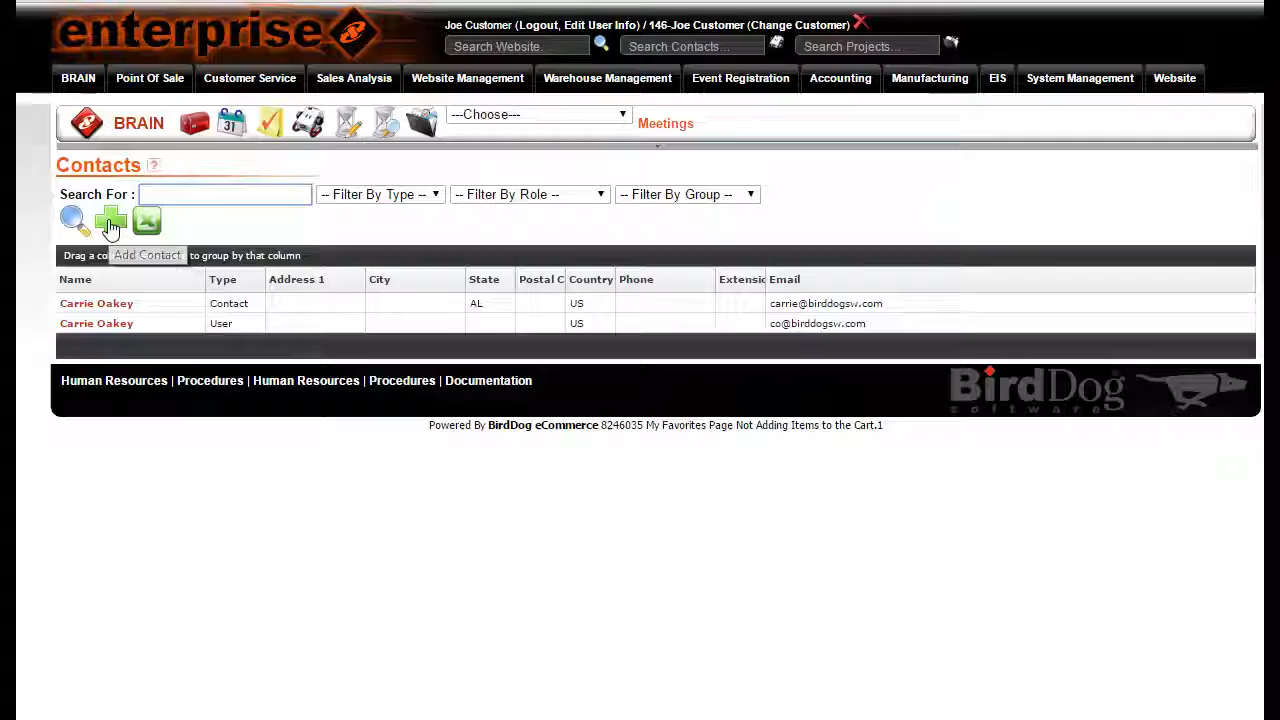 enterprise
Joe Customer (Logout, Edit User Info) / 146-Joe Customer (Change Customer)
Search Website...
Search Contacts...
Search Projects...
BRAIN
Point Of Sale
Customer Service
Sales Analysis
Website Management
Warehouse Management
Event Registration
Accounting
Manufacturing
EIS
System Management
Website
BRAIN
31
---Choose---
Meetings
Contacts ?
Search For :
-- Filter By Type --
-- Filter By Role --
-- Filter By Group --
Add Contact
Drag a co to group by that column
Name Type Address 1 City State Postal C Country Phone Extensic Email
Carrie Oakey Contact AL US carrie@birddogsw.com
Carrie Oakey User US co@birddogsw.com
Human Resources | Procedures | Human Resources | Procedures | Documentation
BirdDog
software
Powered By BirdDog eCommerce 8246035 My Favorites Page Not Adding Items to the Cart.1